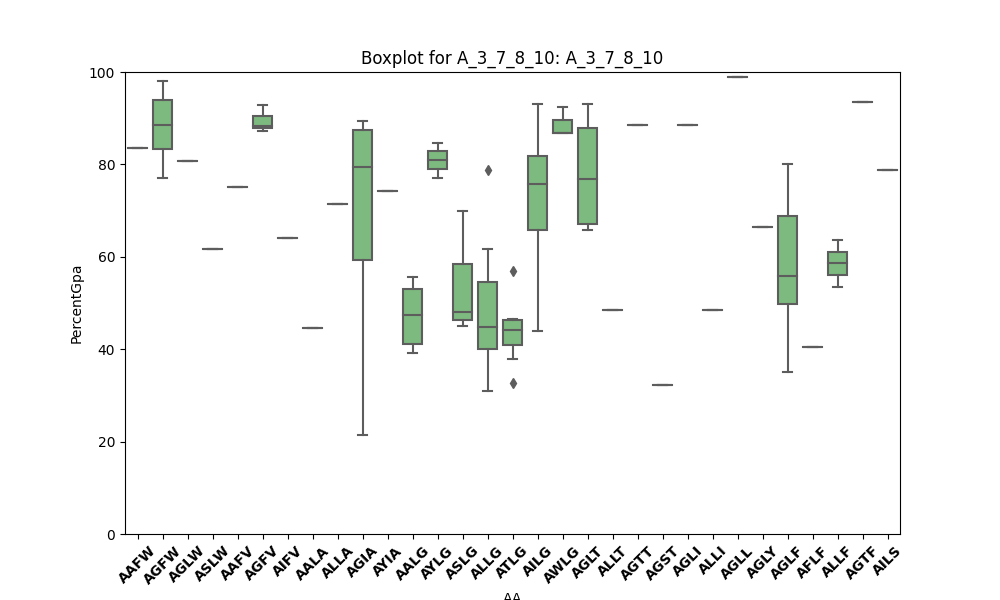 Boxplot for A_3_7_8_10: A_3_7_8_10
100
80
60
40
20
0
PercentGpa
AAFW AGFW AGLW ASLW AAFV AGFV AIFV AALA ALLA AGIA AYIA AALG AYLG ASLG ALLG ATLG AILG AWLG AGLT ALLT AGTT AGST AGLI ALLI AGLL AGLY AGLF AFLF ALLF AGTF AILS
AA